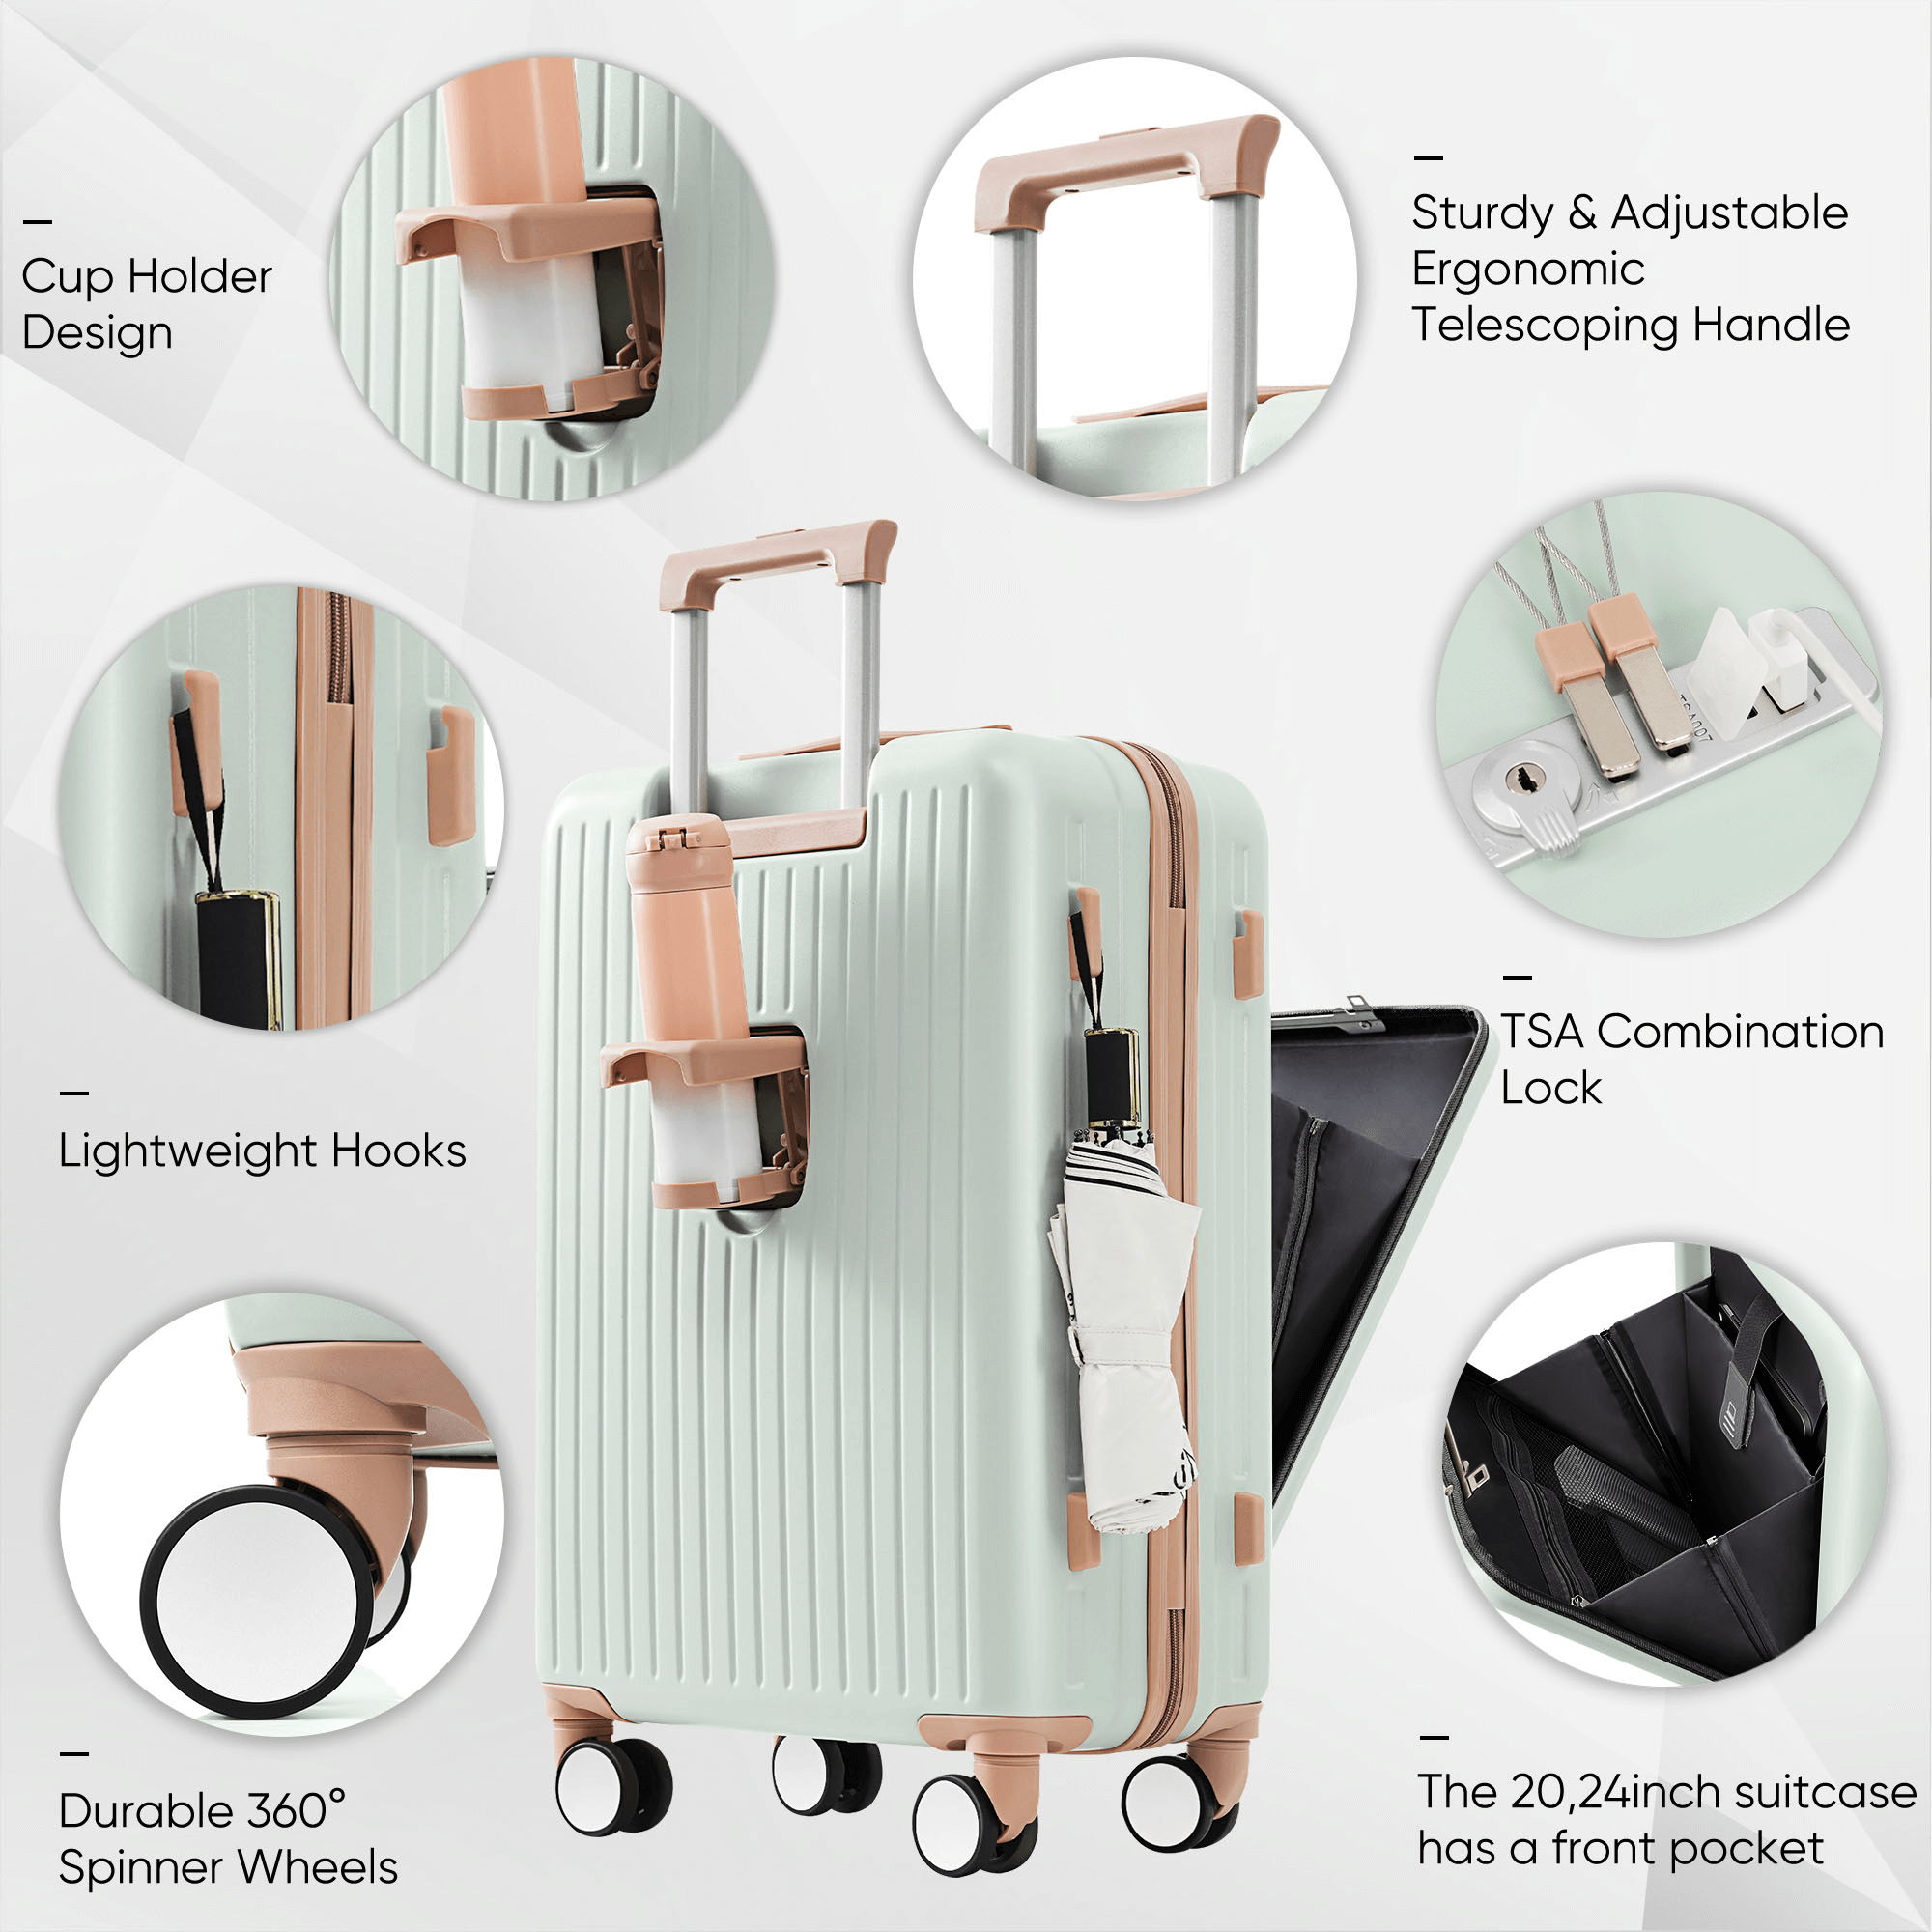 Cup Holder
Design
Sturdy & Adjustable
Ergonomic
Telescoping Handle
TSA007
TSA Combination
Lock
Lightweight Hooks
Durable 360°
Spinner Wheels
The 20,24inch suitcase
has a front pocket